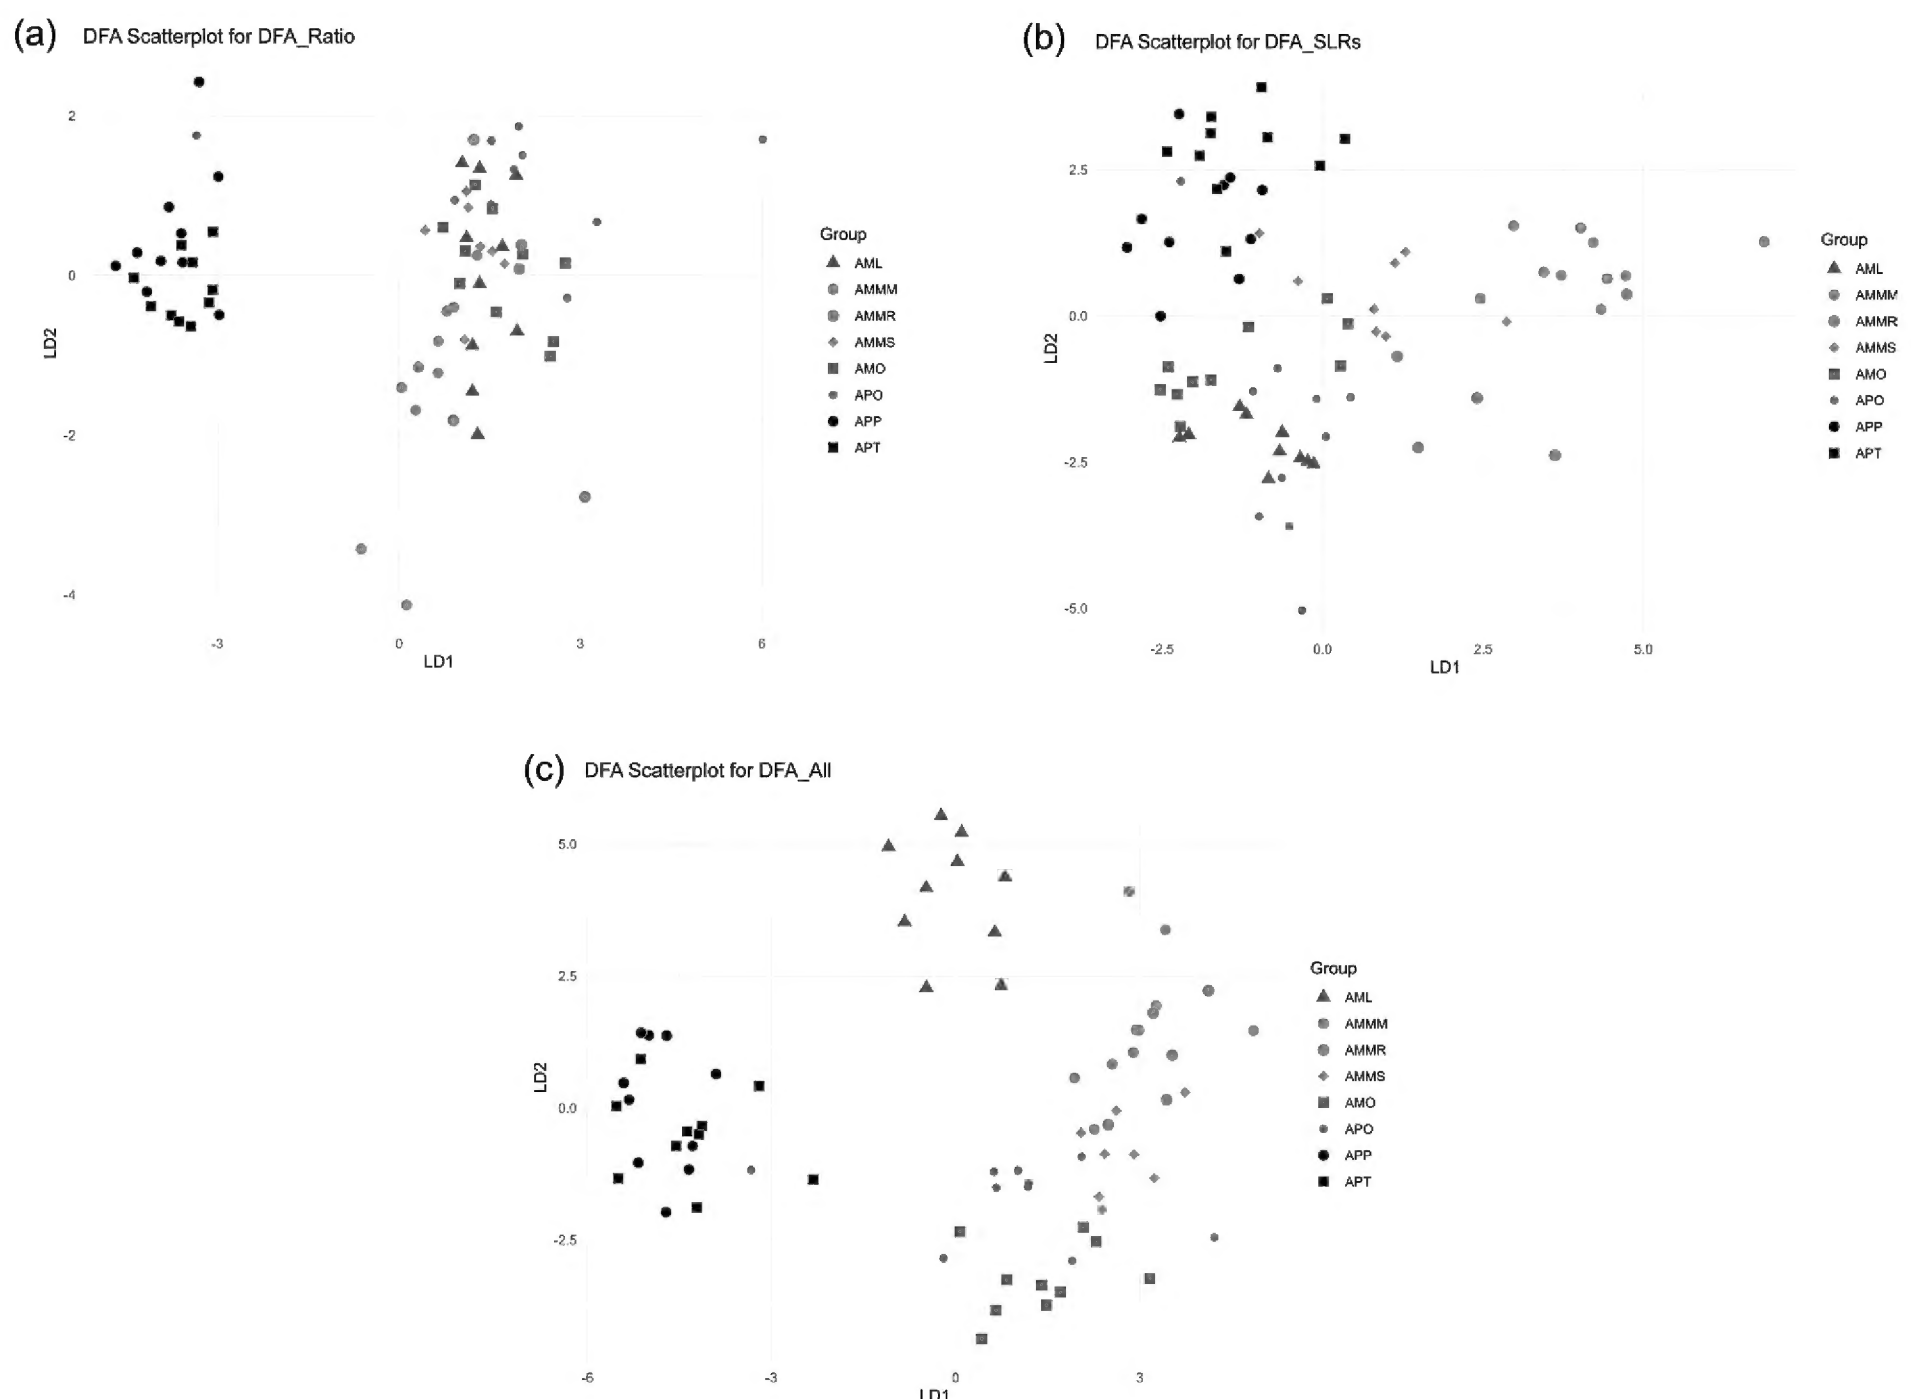 (a) DFA Scatterplot for DFA_Ratio
2
0
-2
-4
LD2
-3 0 3 6
LD1
Group
AML
AMMM
AMMR
AMMS
AMO
APO
APP
APT
(b) DFA Scatterplot for DFA_SLRs
2.5
0.0
-2.5
-5.0
LD2
-2.5 0.0 2.5 5.0
LD1
Group
AML
AMMM
AMMR
AMMS
AMO
APO
APP
APT
(c) DFA Scatterplot for DFA_All
5.0
2.5
0.0
-2.5
LD2
-6 -3 0 3
LD1
Group
AML
AMMM
AMMR
AMMS
AMO
APO
APP
APT